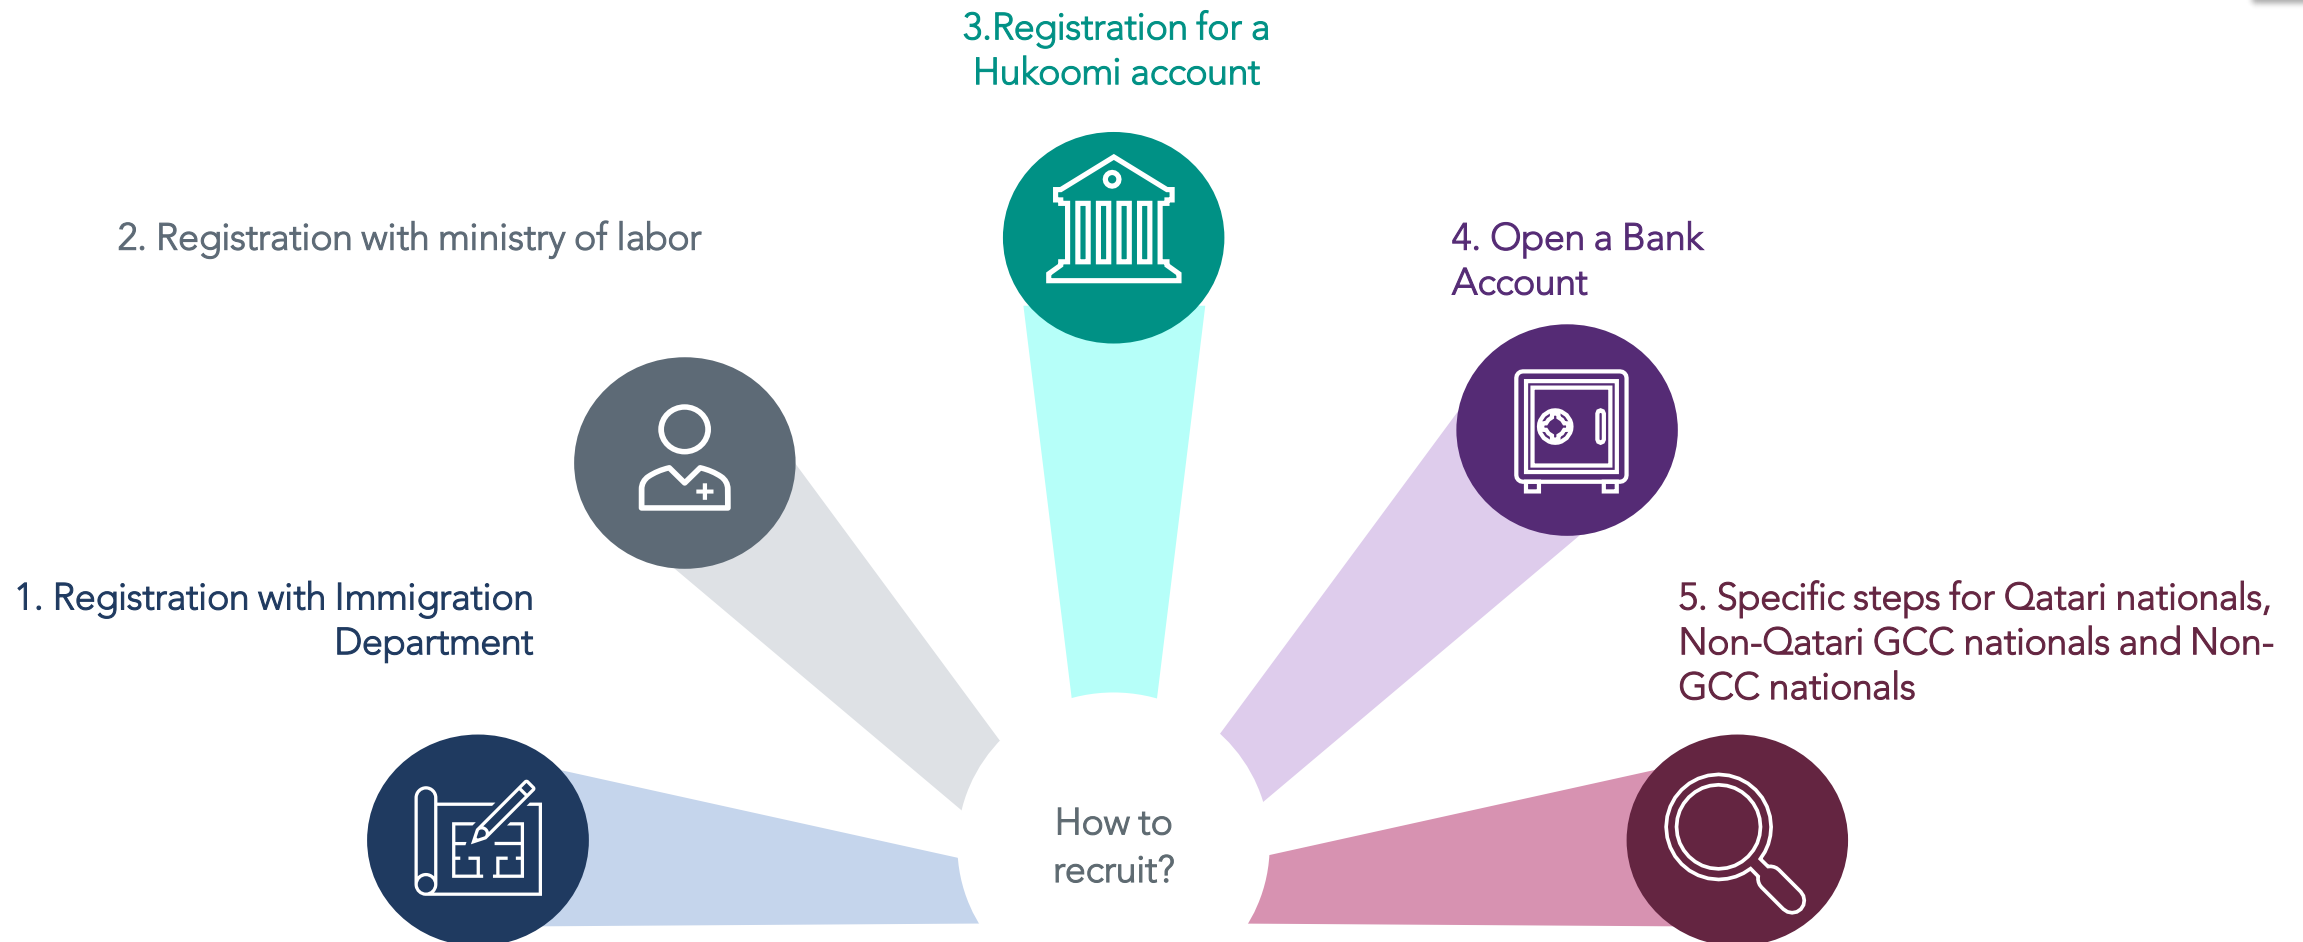 3.Registration for a
Hukoomi account
2. Registration with ministry of labor
4. Open a Bank
Account
1. Registration with Immigration
Department
5. Specific steps for Qatari nationals,
Non-Qatari GCC nationals and Non-
GCC nationals
How to
recruit?